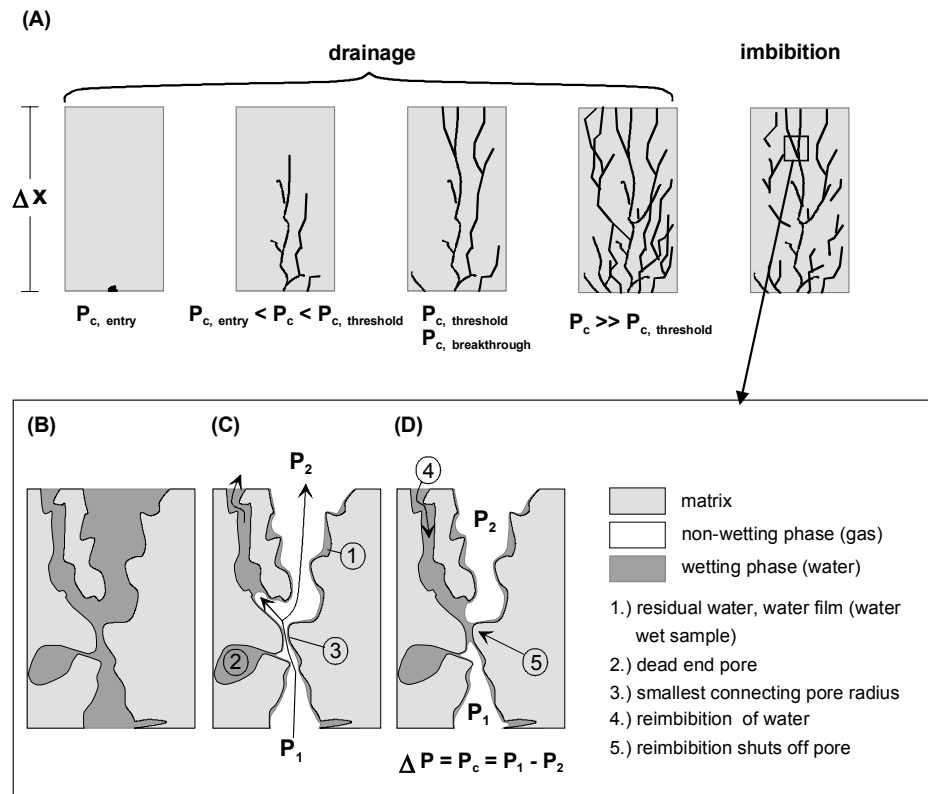 (A)
drainage
imbibition
Δ X
Pc, entry
Pc, entry < Pc < Pc, threshold
Pc, threshold
Pc, breakthrough
Pc >> Pc, threshold
(B)
(C)
(D)
P2
1
2
3
P1
4
P2
5
P1
Δ P = Pc = P1 - P2
matrix
non-wetting phase (gas)
wetting phase (water)
1.) residual water, water film (water
wet sample)
2.) dead end pore
3.) smallest connecting pore radius
4.) reimbibition of water
5.) reimbibition shuts off pore